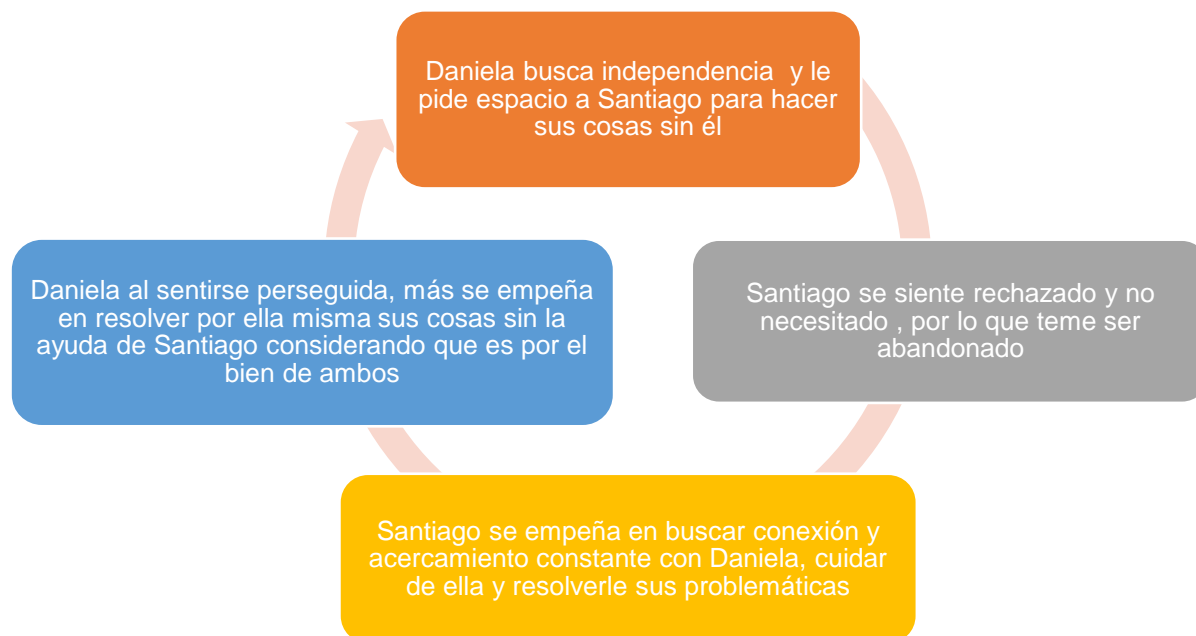 Daniela busca independencia  y le
pide espacio a Santiago para hacer
sus cosas sin él
Santiago se siente rechazado y no
necesitado , por lo que teme ser
abandonado
Santiago se empeña en buscar conexión y
acercamiento constante con Daniela, cuidar
de ella y resolverle sus problemáticas
Daniela al sentirse perseguida, más se empeña
en resolver por ella misma sus cosas sin la
ayuda de Santiago considerando que es por el
bien de ambos